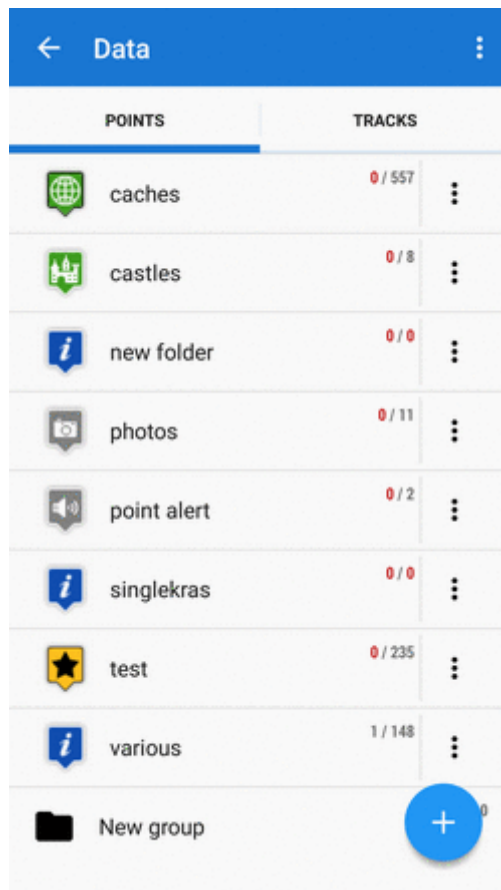 Data
POINTS TRACKS
caches 0 / 557
castles 0 / 8
new folder 0 / 0
photos 0 / 11
point alert 0 / 2
singlekras 0 / 0
test 0 / 235
various 1 / 148
New group 0